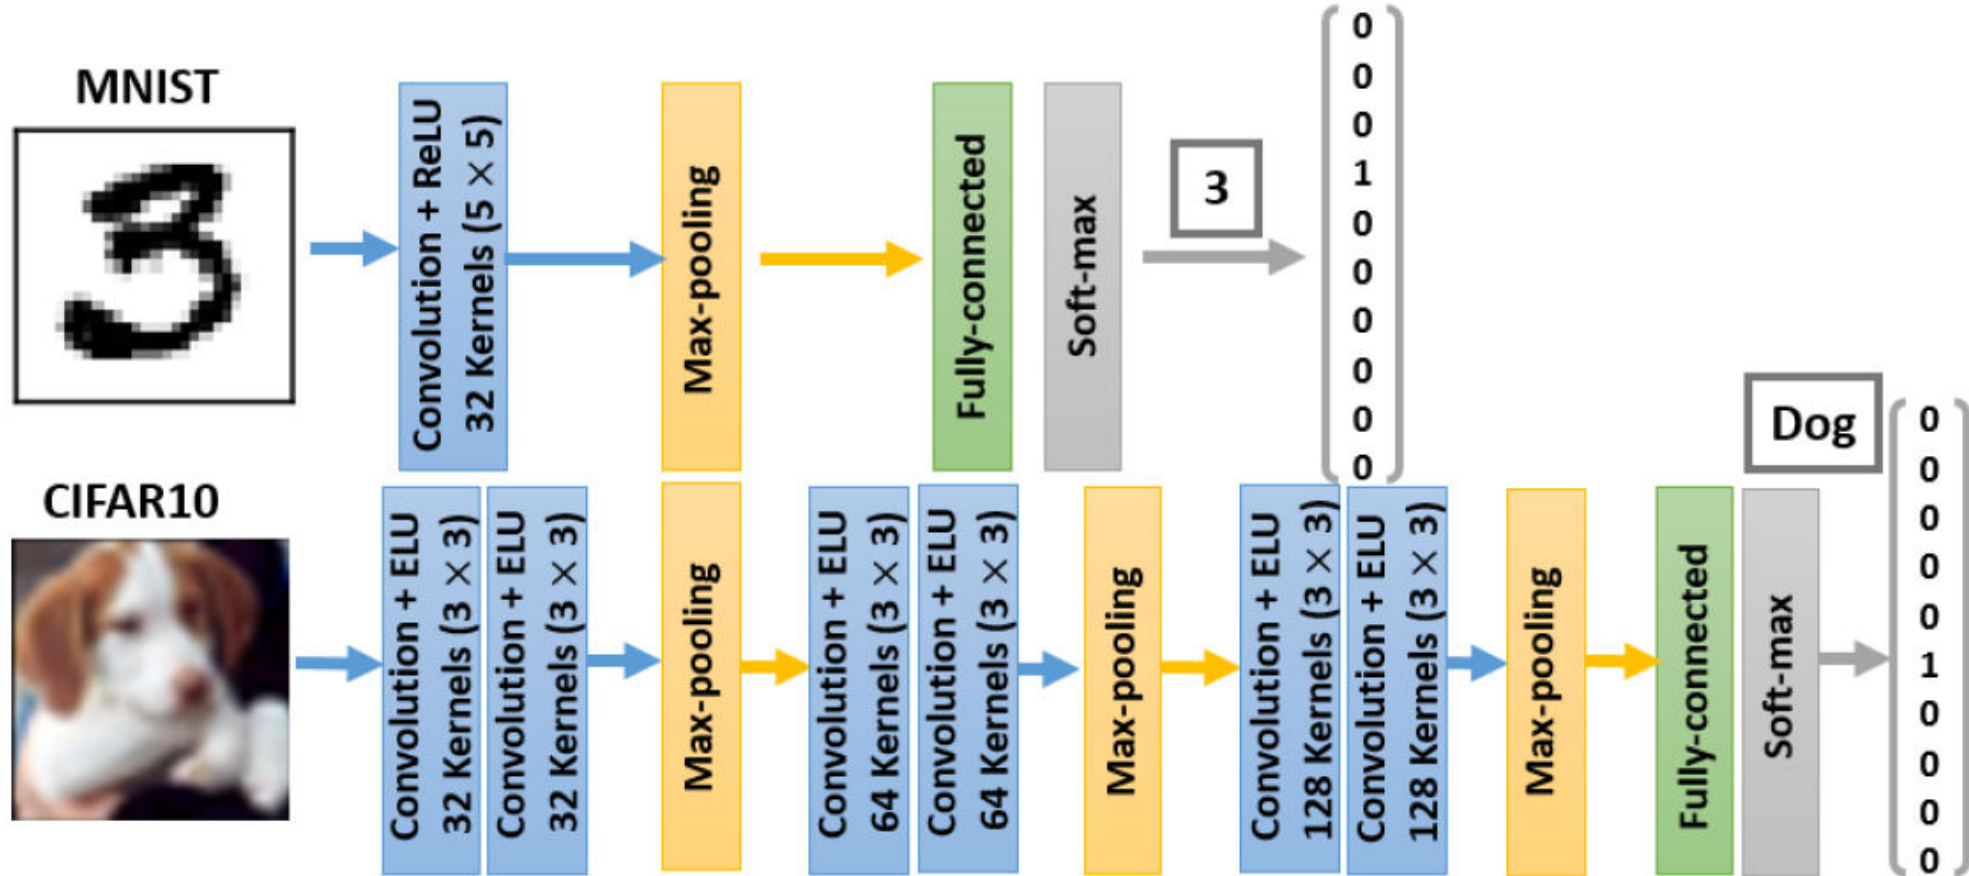 MNIST
Convolution + ReLU
32 Kernels (5 × 5)
Max-pooling
Fully-connected
Soft-max
3
0
0
0
1
0
0
0
0
0
0
CIFAR10
Convolution + ELU
32 Kernels (3 × 3)
Convolution + ELU
32 Kernels (3 × 3)
Max-pooling
Convolution + ELU
64 Kernels (3 × 3)
Convolution + ELU
64 Kernels (3 × 3)
Max-pooling
Convolution + ELU
128 Kernels (3 × 3)
Convolution + ELU
128 Kernels (3 × 3)
Max-pooling
Fully-connected
Soft-max
Dog
0
0
0
0
0
1
0
0
0
0